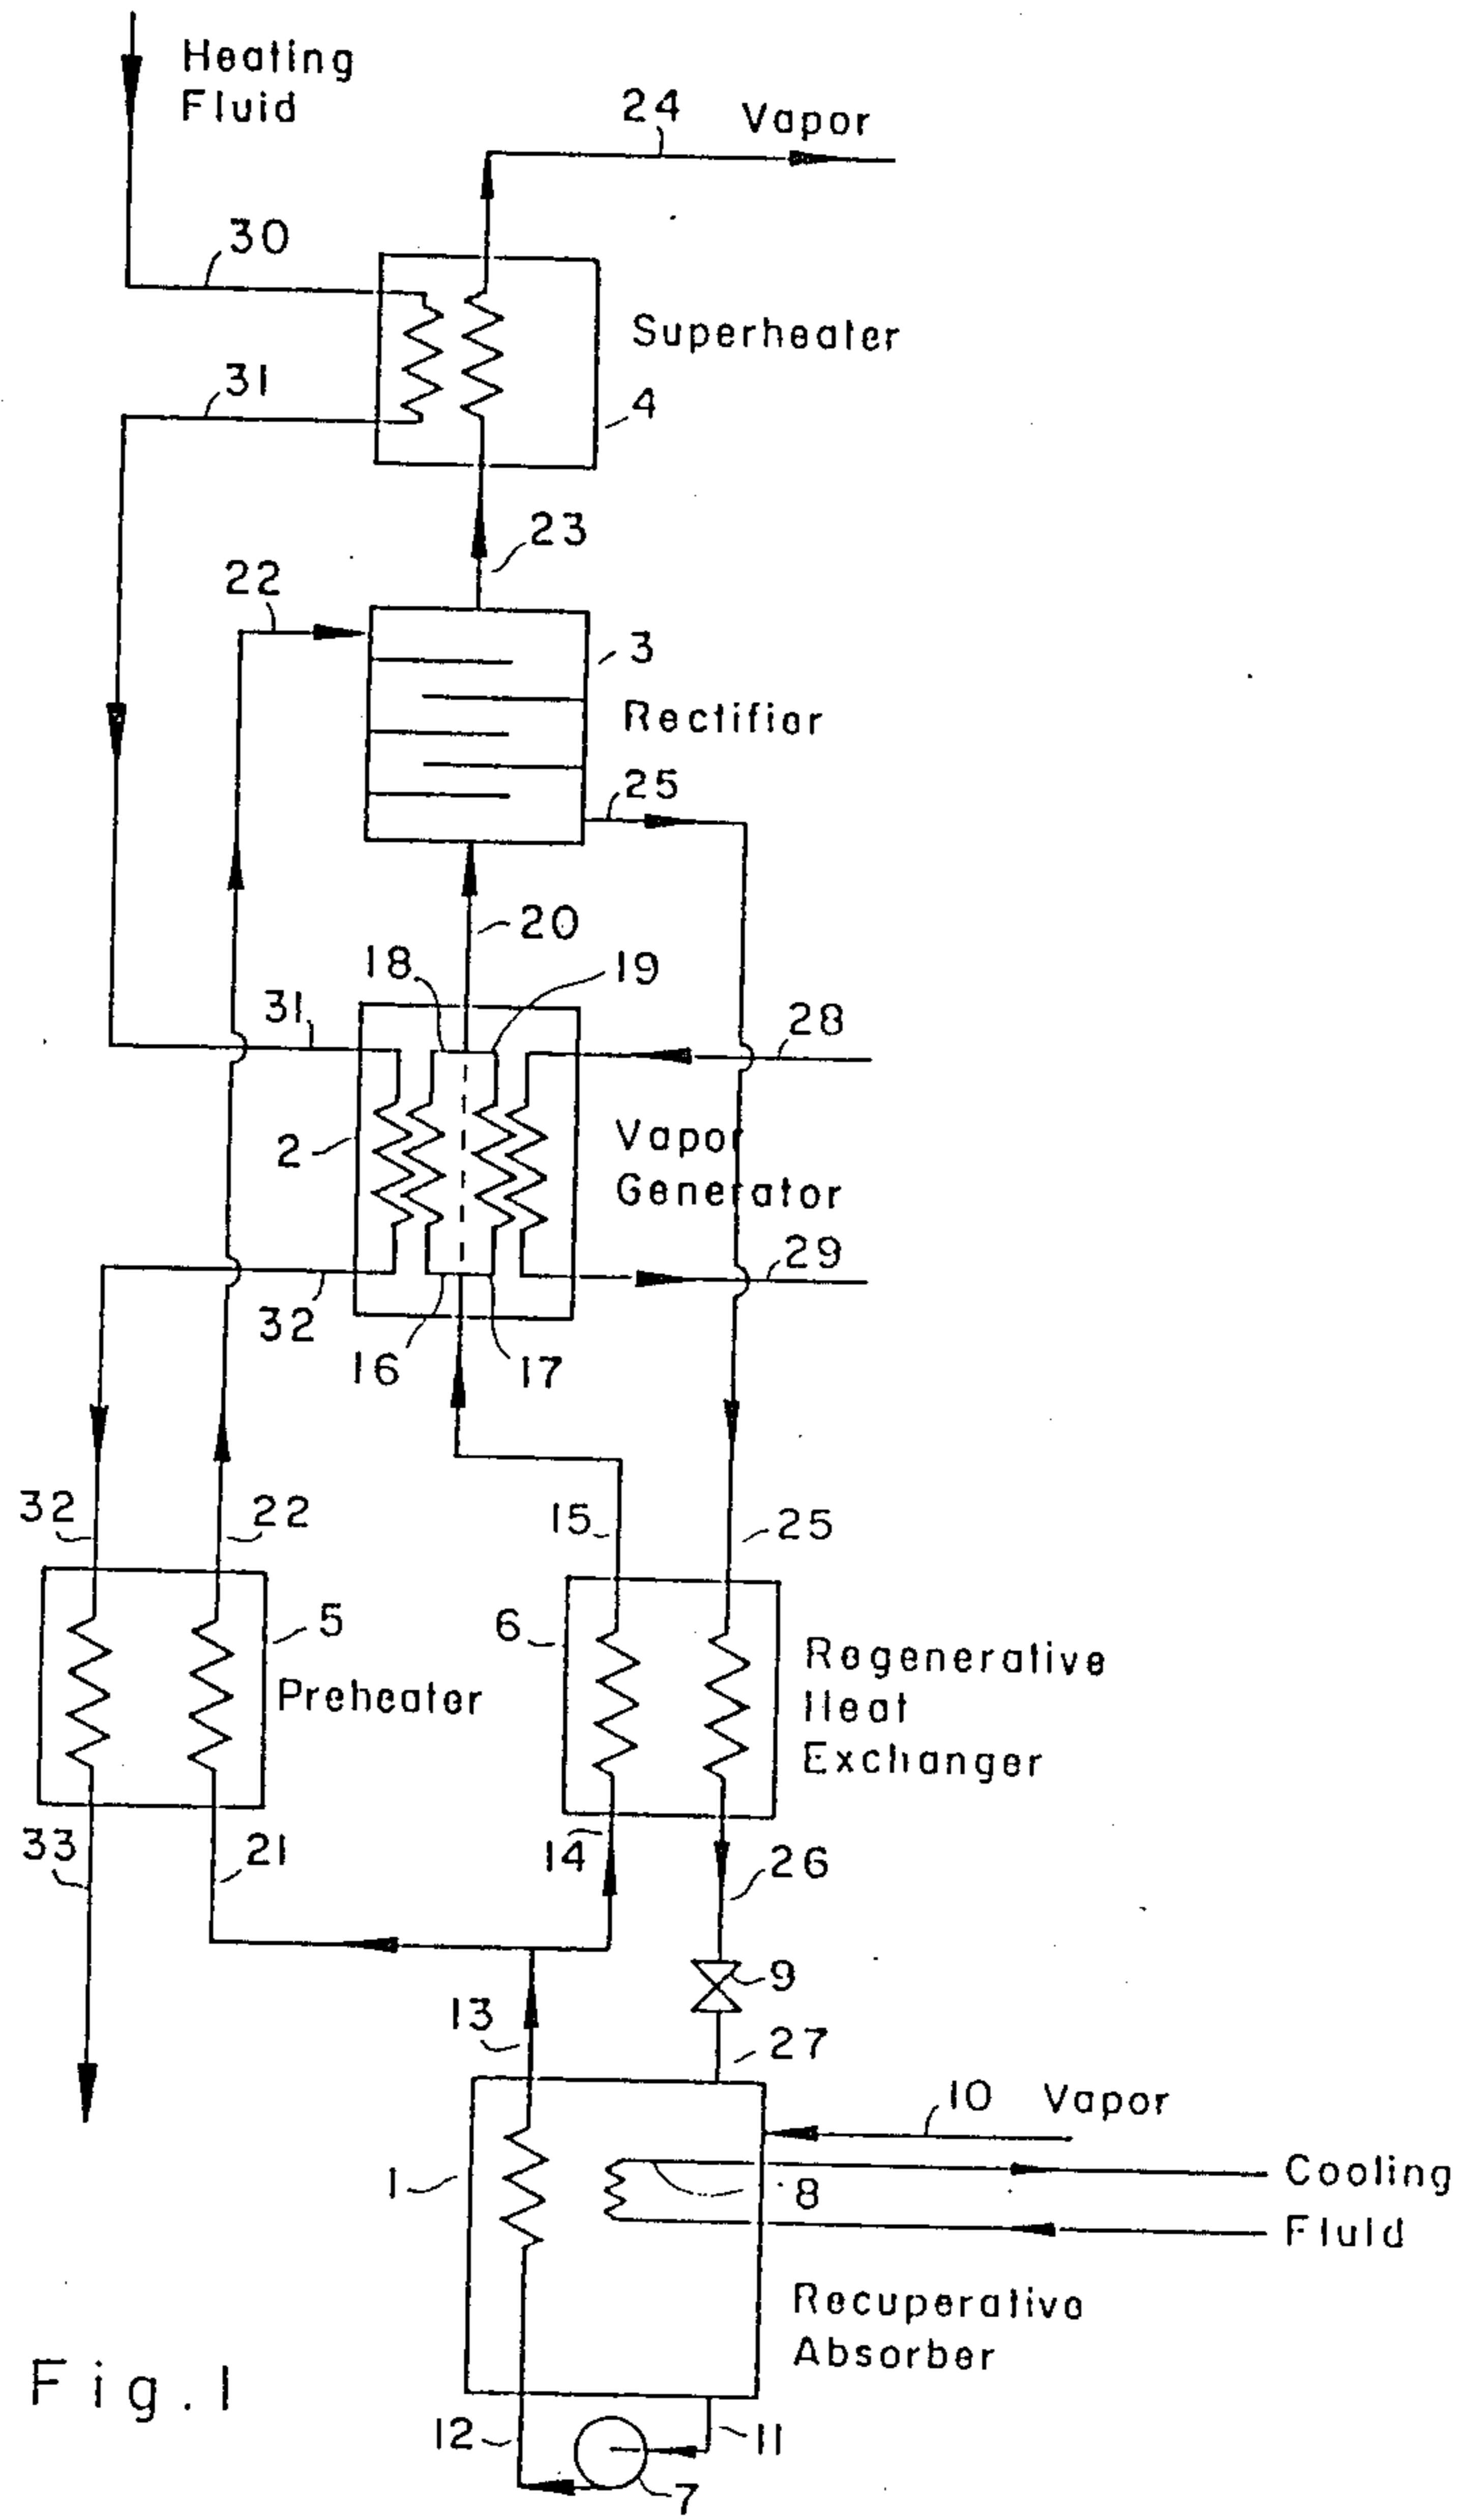 Heating
Fluid
24 Vapor
30
Superheater
31
4
23
22
3
Rectifiar
25
20
18
19
31
28
2
Vapor
Generator
29
32
16
17
32
22
15
25
5
6
Preheater
Regenerative
Heat
Exchanger
33
21
14
26
9
13
27
10 Vapor
1
8
Cooling
Fluid
Recuperative
Absorber
Fig.1
12
11
7